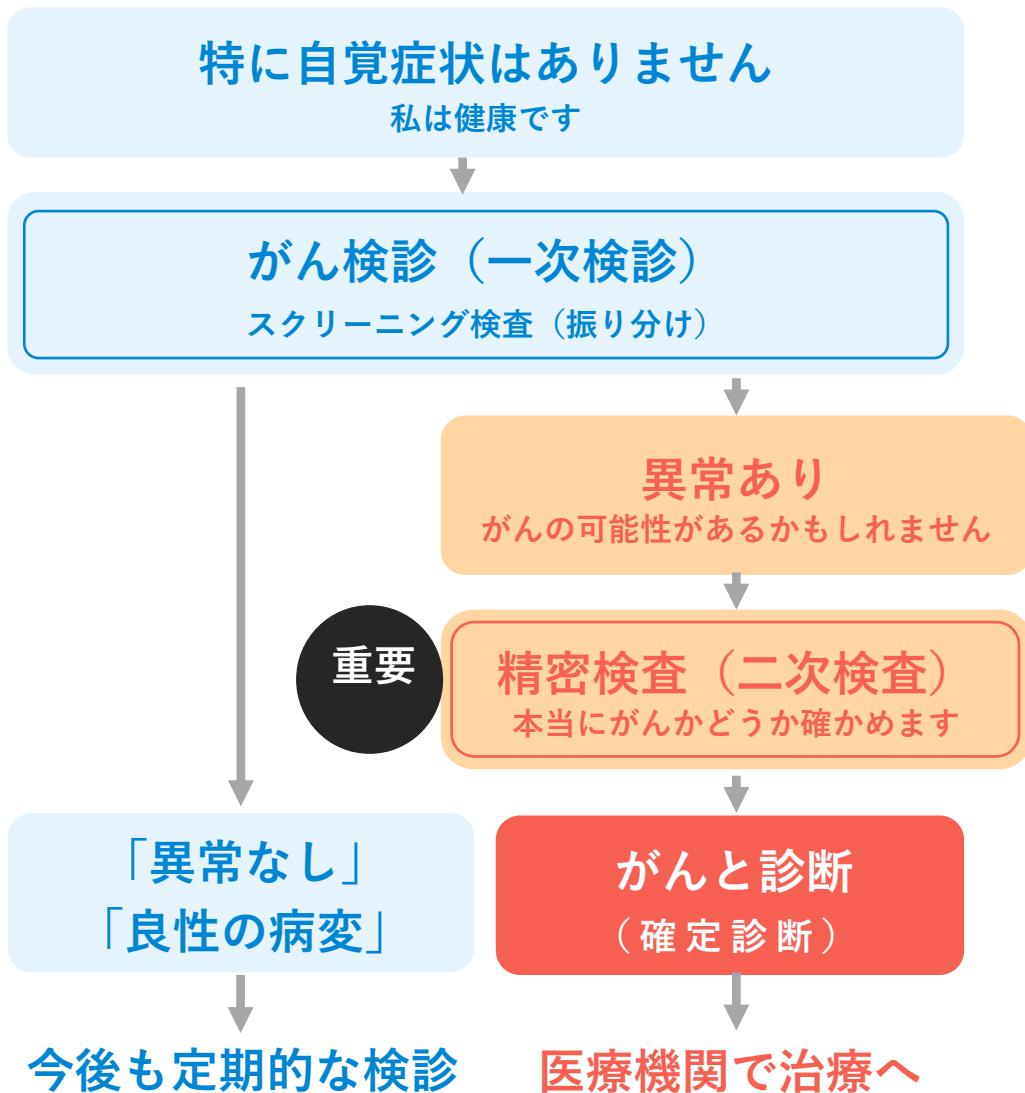 特に自覚症状はありません
私は健康です
がん検診（一次検診）
スクリーニング検査（振り分け）
異常あり
がんの可能性があるかもしれません
重要
精密検査（二次検査）
本当にがんかどうか確かめます
「異常なし」
「良性の病変」
がんと診断
（確定診断）
今後も定期的な検診
医療機関で治療へ